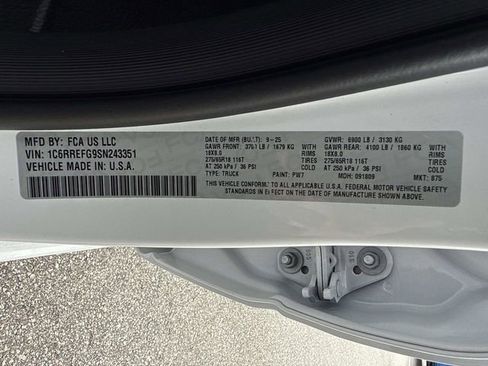 MFD BY: FCA US LLC
VIN: 1C6RREFG9SN243351
VEHICLE MADE IN: U.S.A.
DATE OF MFR (BUILT): 9-25 GVWR: 6900 LB / 3130 KG
GAWR FRONT: 3701 LB / 1679 KG GAWR REAR: 4100 LB / 1860 KG
18X8.0 RIMS 18X8.0 RIMS
275/65R18 116T TIRES 275/65R18 116T TIRES
AT 250 kPa / 36 PSI COLD AT 250 kPa / 36 PSI COLD
TYPE: TRUCK PAINT: PW7 MDH: 091809 MKT: 875
THIS VEHICLE CONFORMS TO ALL APPLICABLE U.S.A. FEDERAL MOTOR VEHICLE SAFETY
STANDARDS IN EFFECT ON THE DATE OF MANUFACTURE SHOWN ABOVE.